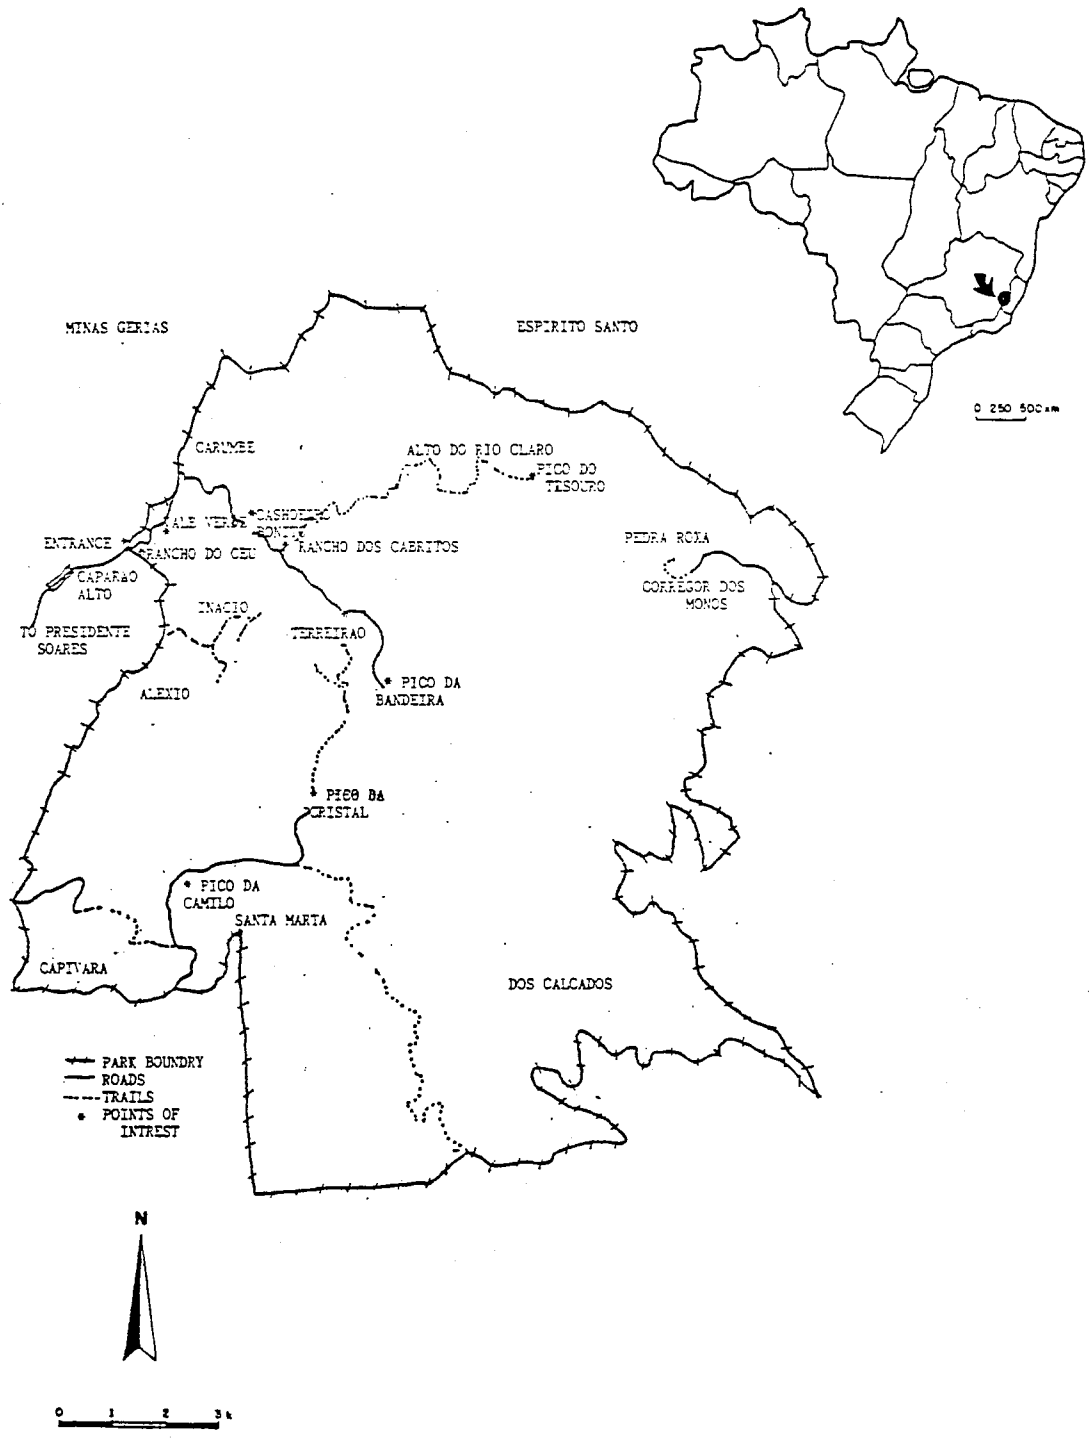 0 250 500 km
MINAS GERIAS
ESPIRITO SANTO
CARUMBE
ALTO DO RIO CLARO
* PICO DO
TESOURO
*
ALE VERDE
ENTRANCE *
* RANCHO DO CEU
* RANCHO DOS CABRITOS
PEDRA ROXA
CAPARAO
ALTO
CORREGOR DOS
MONOS
INACIO
TO PRESIDENTE
SOARES
TERREIRAO
ALEXIO
* PICO DA
BANDEIRA
* PICO DA
CRISTAL
* PICO DA
CAMILO
SANTA MARTA
CAPIVARA
DOS CALCADOS
PARK BOUNDRY
ROADS
TRAILS
* POINTS OF
INTREST
N
0 1 2 3 k